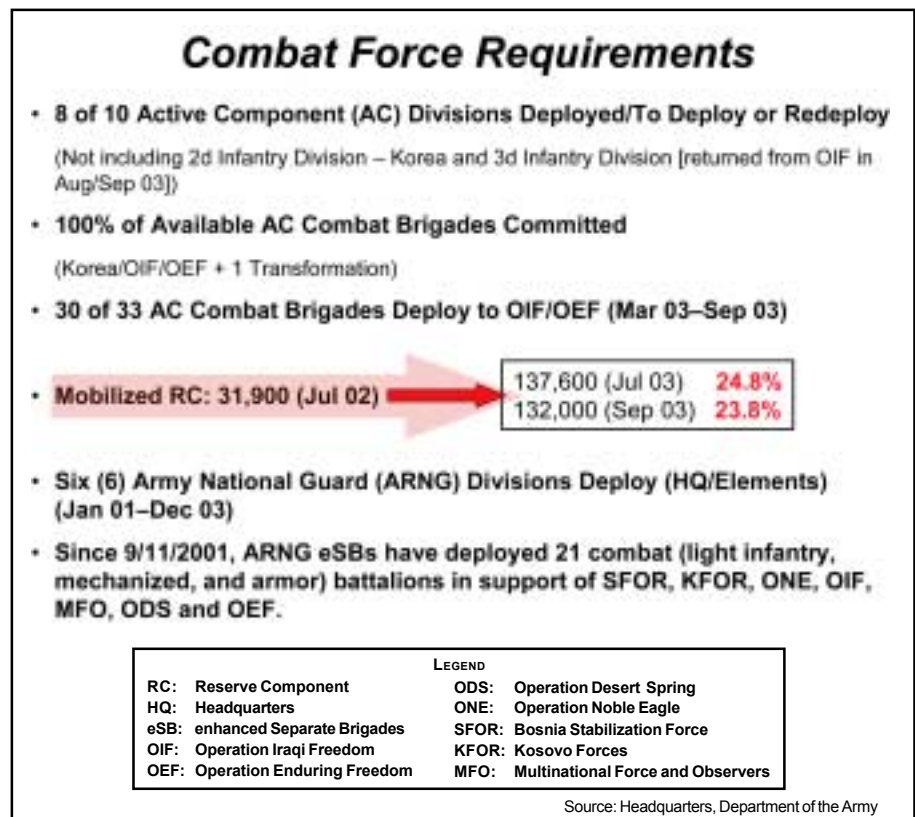 Combat Force Requirements
• 8 of 10 Active Component (AC) Divisions Deployed/To Deploy or Redeploy
(Not including 2d Infantry Division – Korea and 3d Infantry Division [returned from OIF in
Aug/Sep 03])
• 100% of Available AC Combat Brigades Committed
(Korea/OIF/OEF + 1 Transformation)
• 30 of 33 AC Combat Brigades Deploy to OIF/OEF (Mar 03–Sep 03)
• Mobilized RC: 31,900 (Jul 02)
137,600 (Jul 03) 24.8%
132,000 (Sep 03) 23.8%
• Six (6) Army National Guard (ARNG) Divisions Deploy (HQ/Elements)
(Jan 01–Dec 03)
• Since 9/11/2001, ARNG eSBs have deployed 21 combat (light infantry,
mechanized, and armor) battalions in support of SFOR, KFOR, ONE, OIF,
MFO, ODS and OEF.
LEGEND
RC: Reserve Component
HQ: Headquarters
eSB: enhanced Separate Brigades
OIF: Operation Iraqi Freedom
OEF: Operation Enduring Freedom
ODS: Operation Desert Spring
ONE: Operation Noble Eagle
SFOR: Bosnia Stabilization Force
KFOR: Kosovo Forces
MFO: Multinational Force and Observers
Source: Headquarters, Department of the Army